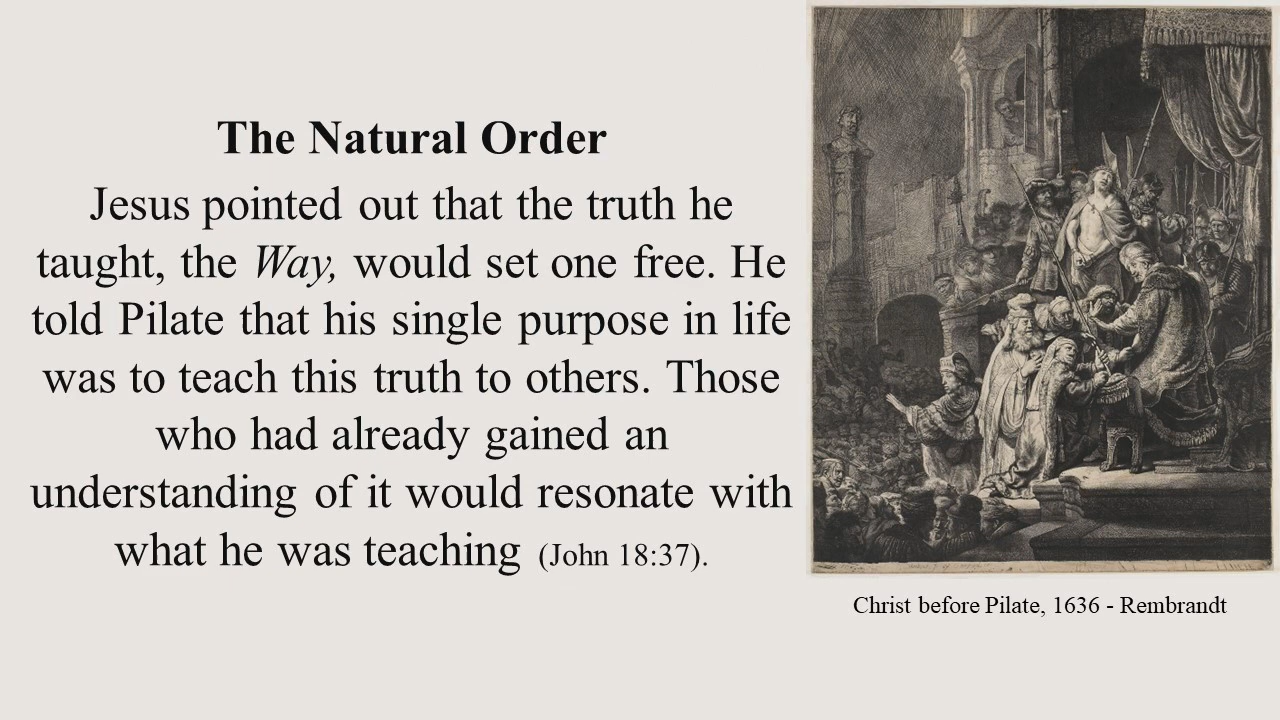 The Natural Order
Jesus pointed out that the truth he
taught, the Way, would set one free. He
told Pilate that his single purpose in life
was to teach this truth to others. Those
who had already gained an
understanding of it would resonate with
what he was teaching (John 18:37).
Christ before Pilate, 1636 - Rembrandt